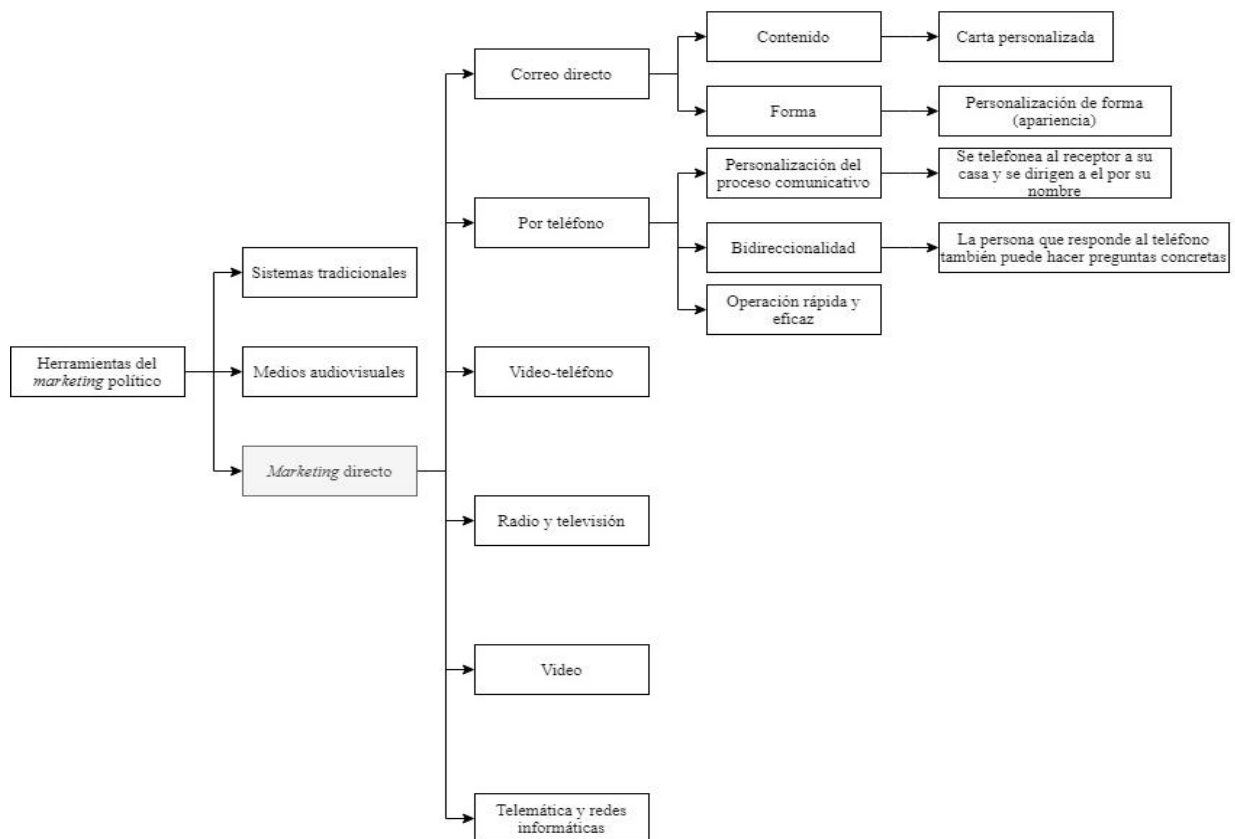 Herramientas del
marketing político
Sistemas tradicionales
Medios audiovisuales
Marketing directo
Correo directo
Contenido
Carta personalizada
Forma
Personalización de forma
(apariencia)
Por teléfono
Personalización del
proceso comunicativo
Se telefonea al receptor a su
casa y se dirigen a el por su
nombre
Bidireccionalidad
La persona que responde al teléfono
también puede hacer preguntas concretas
Operación rápida y
eficaz
Video-teléfono
Radio y televisión
Video
Telemática y redes
informáticas